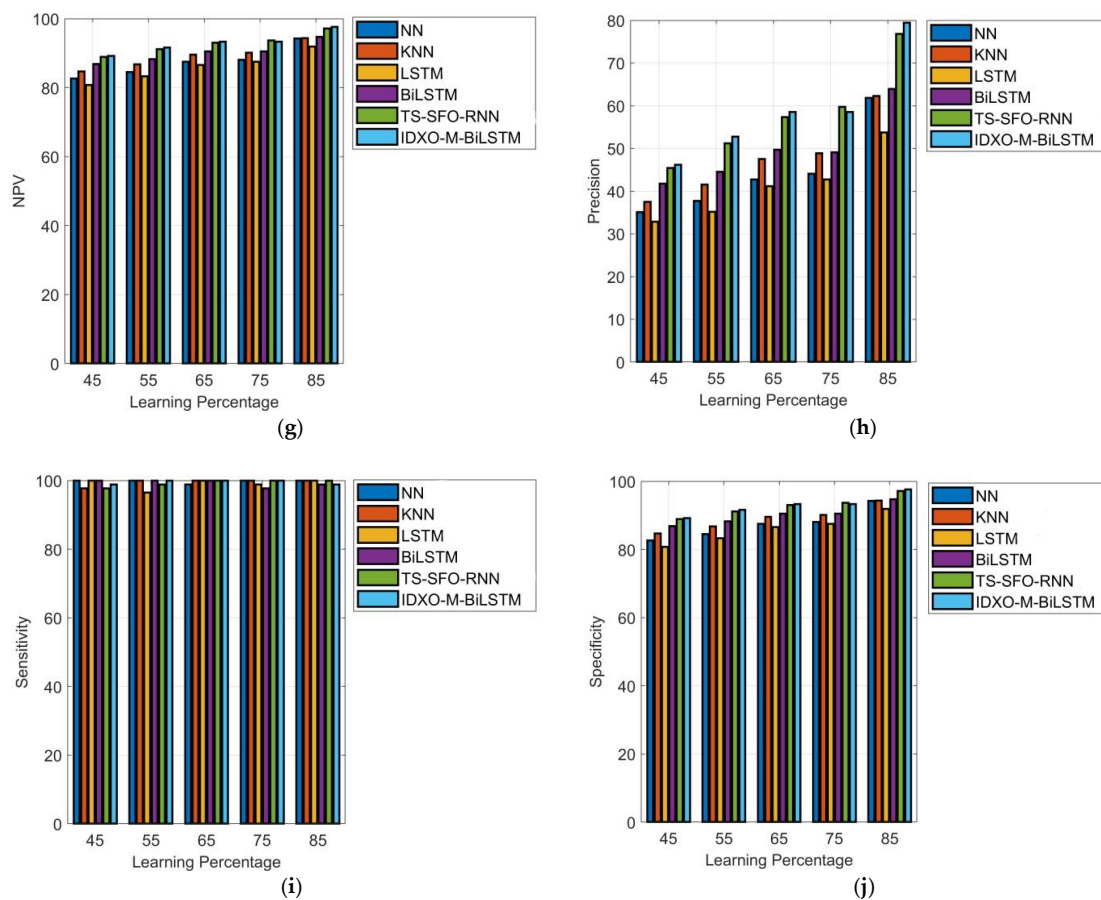 100
80
60
40
20
0
NPV
45 55 65 75 85
Learning Percentage
NN
KNN
LSTM
BiLSTM
TS-SFO-RNN
IDXO-M-BiLSTM
(g)
80
70
60
50
40
30
20
10
0
Precision
45 55 65 75 85
Learning Percentage
NN
KNN
LSTM
BiLSTM
TS-SFO-RNN
IDXO-M-BiLSTM
(h)
100
80
60
40
20
0
Sensitivity
45 55 65 75 85
Learning Percentage
NN
KNN
LSTM
BiLSTM
TS-SFO-RNN
IDXO-M-BiLSTM
(i)
100
80
60
40
20
0
Specificity
45 55 65 75 85
Learning Percentage
NN
KNN
LSTM
BiLSTM
TS-SFO-RNN
IDXO-M-BiLSTM
(j)